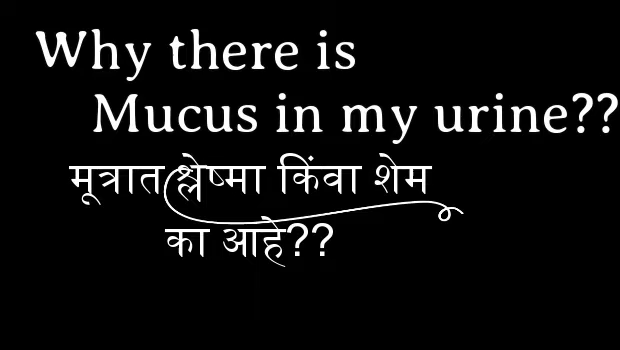 Why there is
Mucus in my urine??
मूत्रात श्लेष्मा किंवा शेम
का आहे??